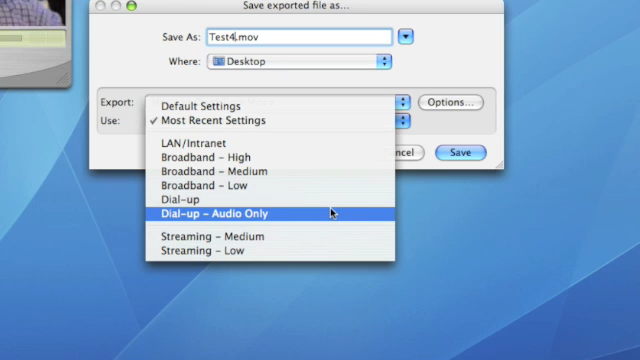 Save exported file as...
Save As: Test4.mov
Where: Desktop
Export:
Options...
Use:
Default Settings
✓ Most Recent Settings
LAN/Intranet
Broadband - High
Broadband - Medium
Broadband - Low
Dial-up
Dial-up - Audio Only
Streaming - Medium
Streaming - Low
Save